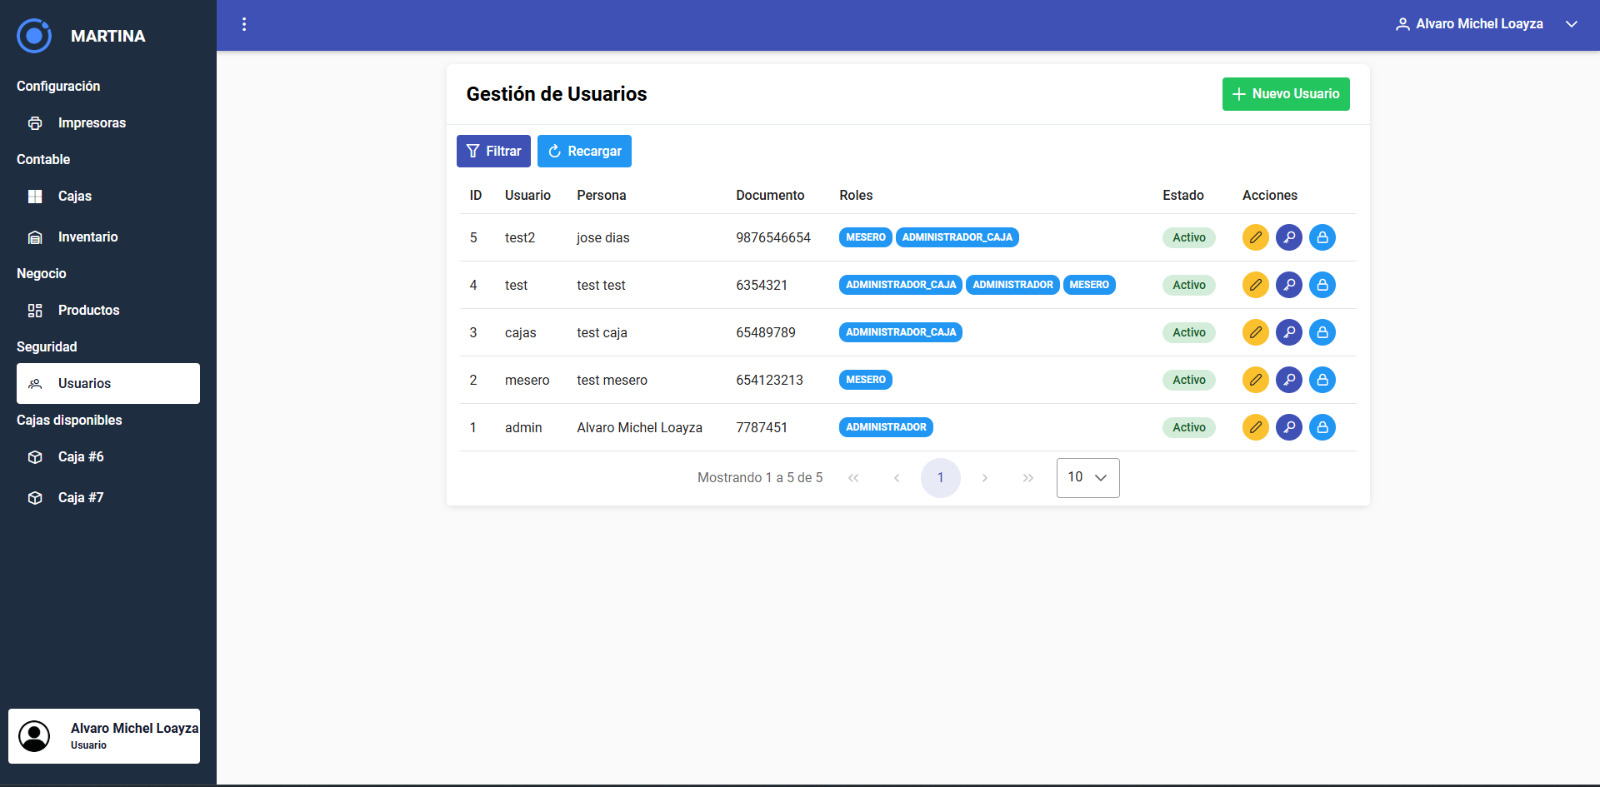 MARTINA
Alvaro Michel Loayza
Configuración
Impresoras
Contable
Cajas
Inventario
Negocio
Productos
Seguridad
Usuarios
Cajas disponibles
Caja #6
Caja #7
Alvaro Michel Loayza
Usuario
Gestión de Usuarios
Nuevo Usuario
Filtrar Recargar
ID Usuario Persona Documento Roles Estado Acciones
5 test2 jose dias 9876546654 MESERO ADMINISTRADOR_CAJA Activo
4 test test test 6354321 ADMINISTRADOR_CAJA ADMINISTRADOR MESERO Activo
3 cajas test caja 65489789 ADMINISTRADOR_CAJA Activo
2 mesero test mesero 654123213 MESERO Activo
1 admin Alvaro Michel Loayza 7787451 ADMINISTRADOR Activo
Mostrando 1 a 5 de 5 1 10